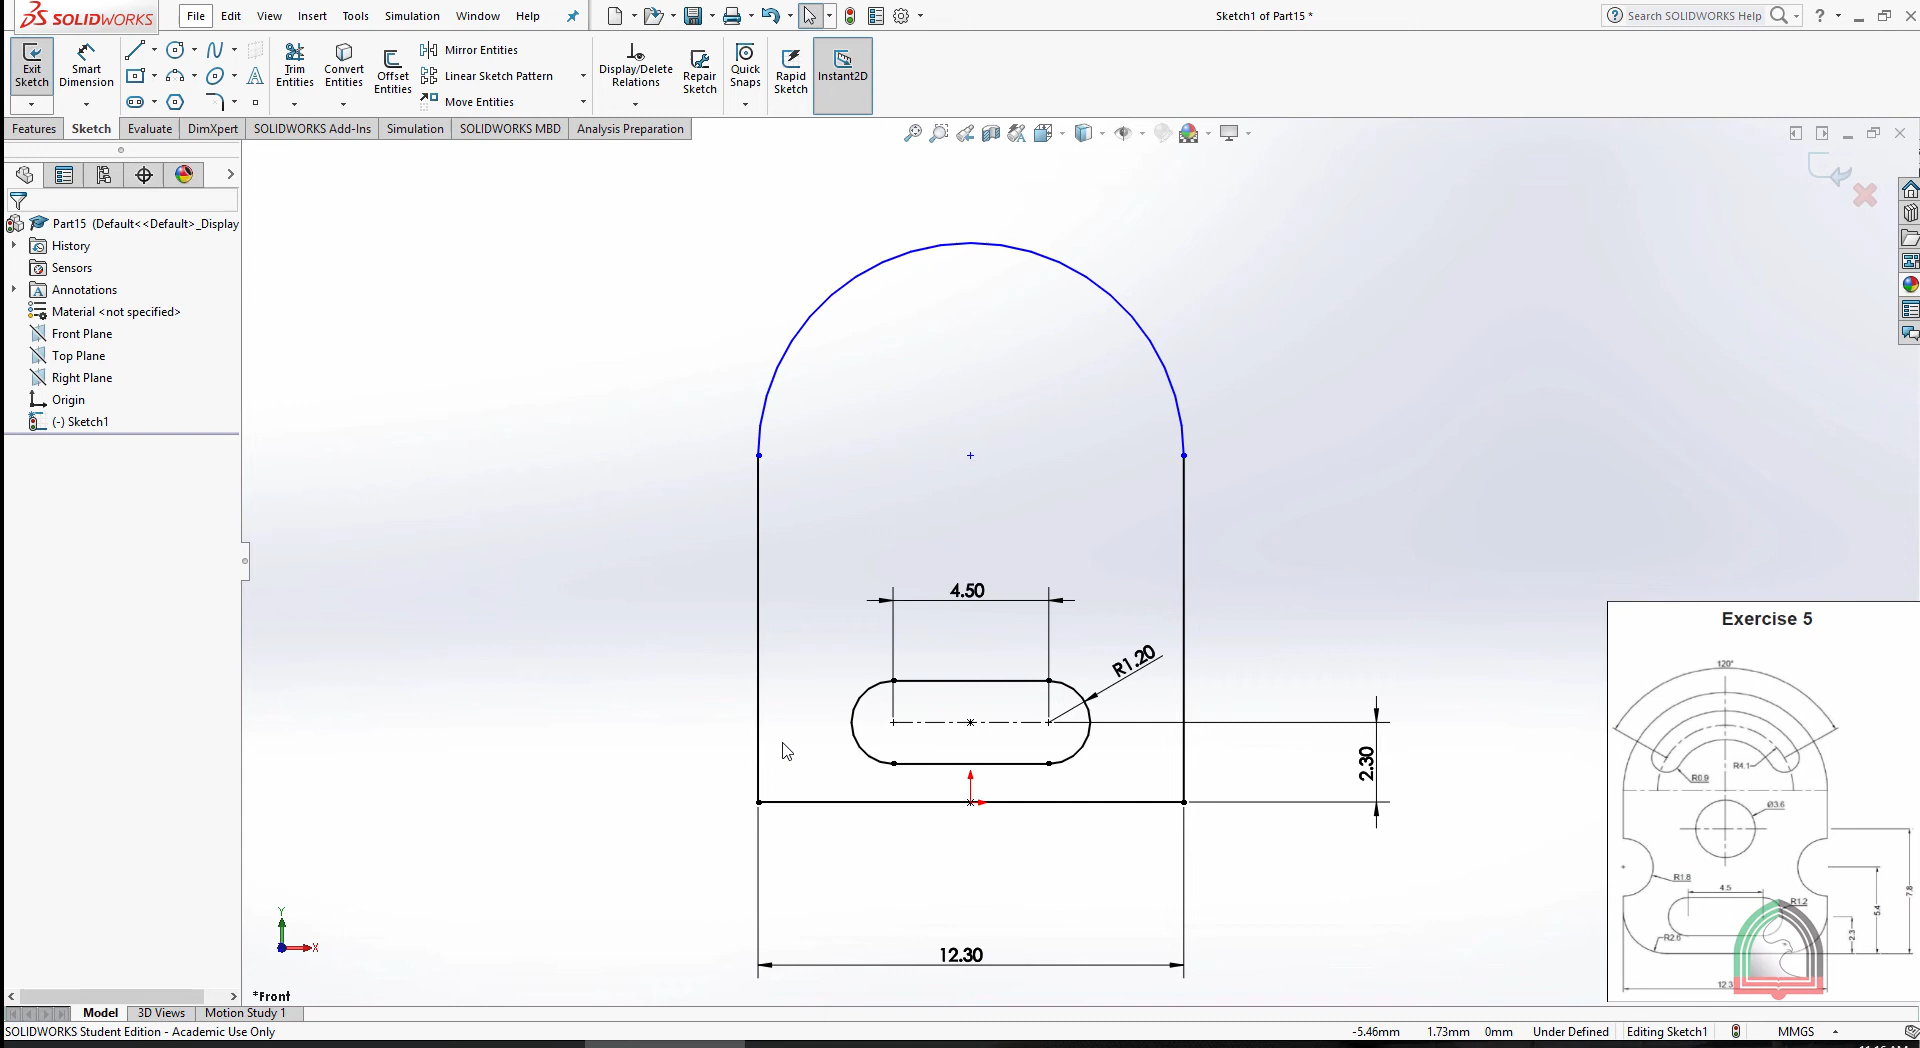 SOLIDWORKS
File Edit View Insert Tools Simulation Window Help
Sketch1 of Part15 *
Search SOLIDWORKS Help
Exit Sketch
Smart Dimension
Trim Entities
Convert Entities
Offset Entities
Mirror Entities
Linear Sketch Pattern
Move Entities
Display/Delete Relations
Repair Sketch
Quick Snaps
Rapid Sketch
Instant2D
Features Sketch Evaluate DimXpert SOLIDWORKS Add-Ins Simulation SOLIDWORKS MBD Analysis Preparation
Part15 (Default<<Default>_Display
History
Sensors
Annotations
Material <not specified>
Front Plane
Top Plane
Right Plane
Origin
(-) Sketch1
4.50
R1.20
2.30
12.30
Exercise 5
120°
R4.1
R0.9
Ø3.6
R1.8
4.5
R1.2
7.8
5.4
2.3
R2.6
12.3
Y
X
*Front
Model 3D Views Motion Study 1
SOLIDWORKS Student Edition - Academic Use Only
-5.46mm 1.73mm 0mm Under Defined Editing Sketch1 MMGS